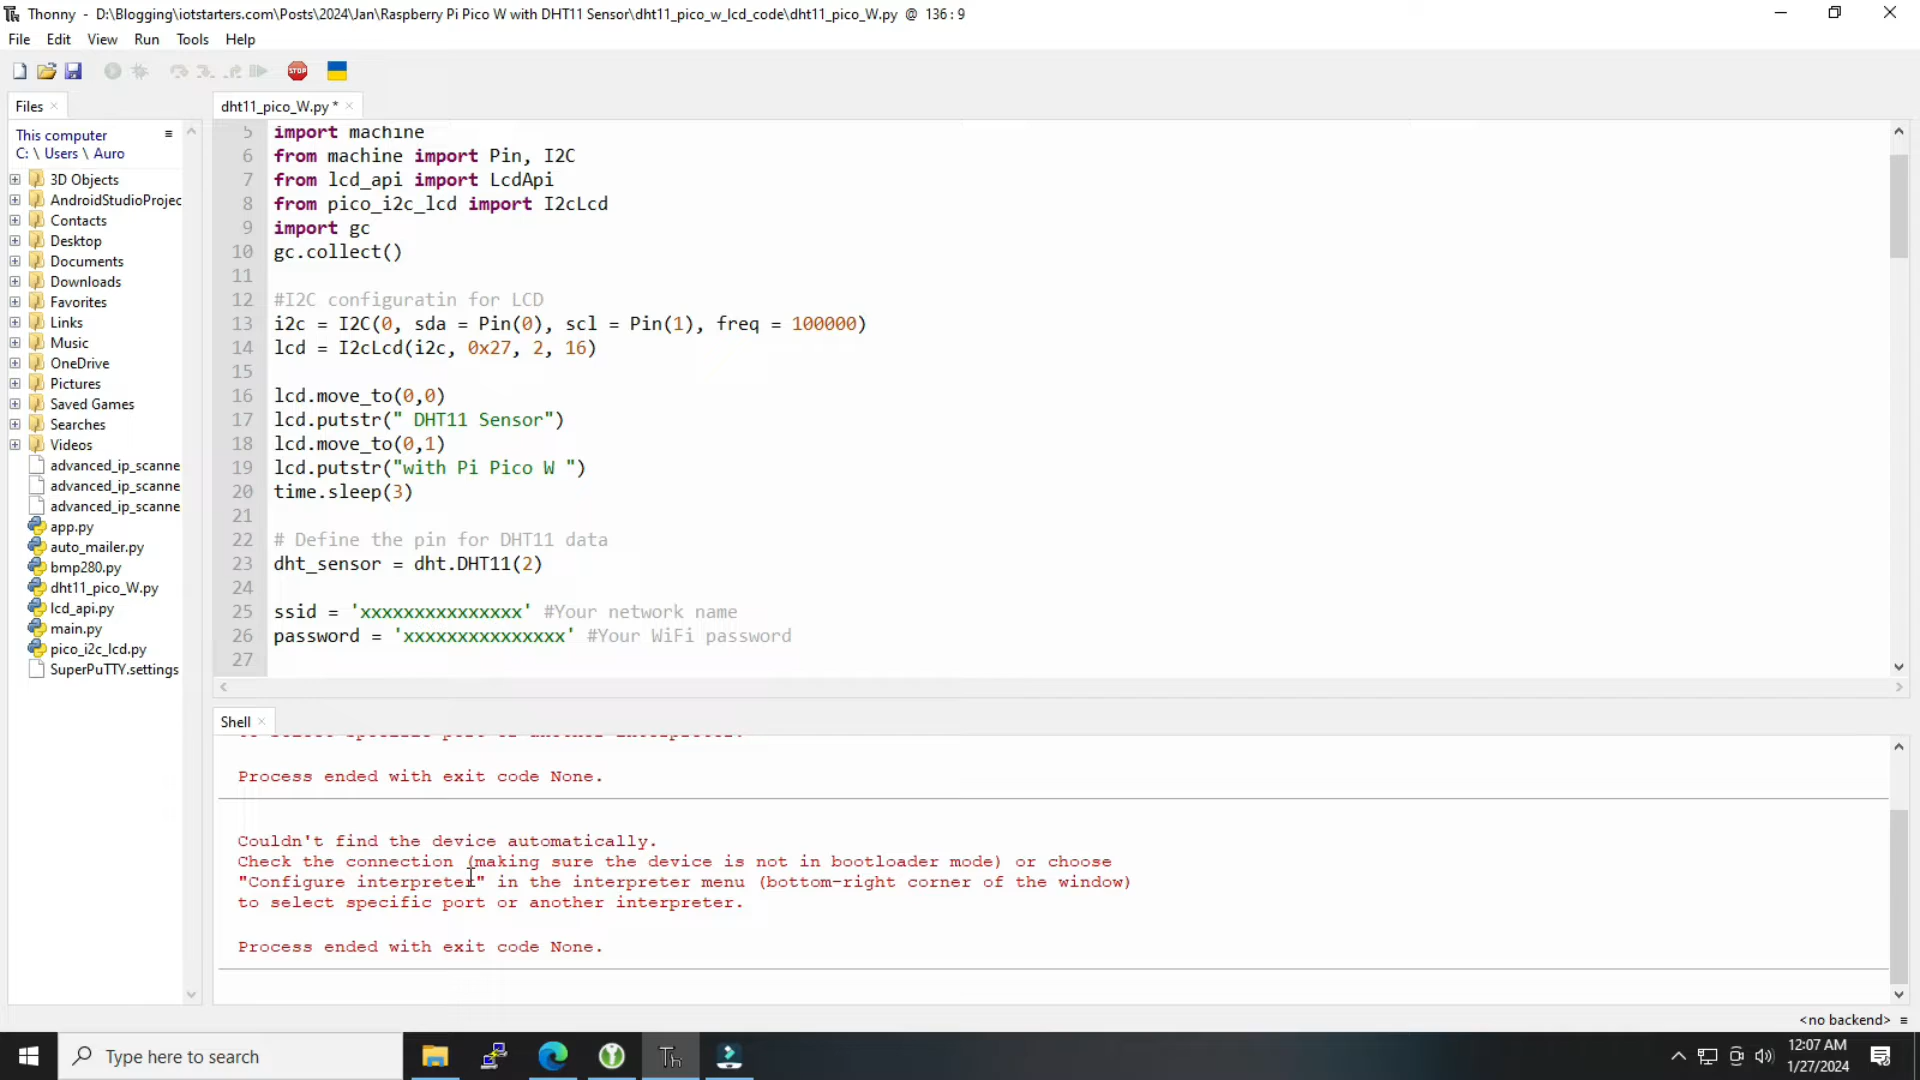 Thonny - D:\Blogging\iotstarters.com\Posts\2024\Jan\Raspberry Pi Pico W with DHT11 Sensor\dht11_pico_w_lcd_code\dht11_pico_W.py @ 136 : 9
File Edit View Run Tools Help
STOP
Files
dht11_pico_W.py *
This computer
C: \ Users \ Auro
3D Objects
AndroidStudioProjec
Contacts
Desktop
Documents
Downloads
Favorites
Links
Music
OneDrive
Pictures
Saved Games
Searches
Videos
advanced_ip_scanne
advanced_ip_scanne
advanced_ip_scanne
app.py
auto_mailer.py
bmp280.py
dht11_pico_W.py
lcd_api.py
main.py
pico_i2c_lcd.py
SuperPuTTY.settings
5 import machine
6 from machine import Pin, I2C
7 from lcd_api import LcdApi
8 from pico_i2c_lcd import I2cLcd
9 import gc
10 gc.collect()
11
12 #I2C configuratin for LCD
13 i2c = I2C(0, sda = Pin(0), scl = Pin(1), freq = 100000)
14 lcd = I2cLcd(i2c, 0x27, 2, 16)
15
16 lcd.move_to(0,0)
17 lcd.putstr(" DHT11 Sensor")
18 lcd.move_to(0,1)
19 lcd.putstr("with Pi Pico W ")
20 time.sleep(3)
21
22 # Define the pin for DHT11 data
23 dht_sensor = dht.DHT11(2)
24
25 ssid = 'xxxxxxxxxxxxxxx' #Your network name
26 password = 'xxxxxxxxxxxxxxx' #Your WiFi password
27
Shell
to select specific port or another interpreter.
Process ended with exit code None.
Couldn't find the device automatically.
Check the connection (making sure the device is not in bootloader mode) or choose
"Configure interpreter" in the interpreter menu (bottom-right corner of the window)
to select specific port or another interpreter.
Process ended with exit code None.
<no backend> ≡
Type here to search
Th
12:07 AM
1/27/2024